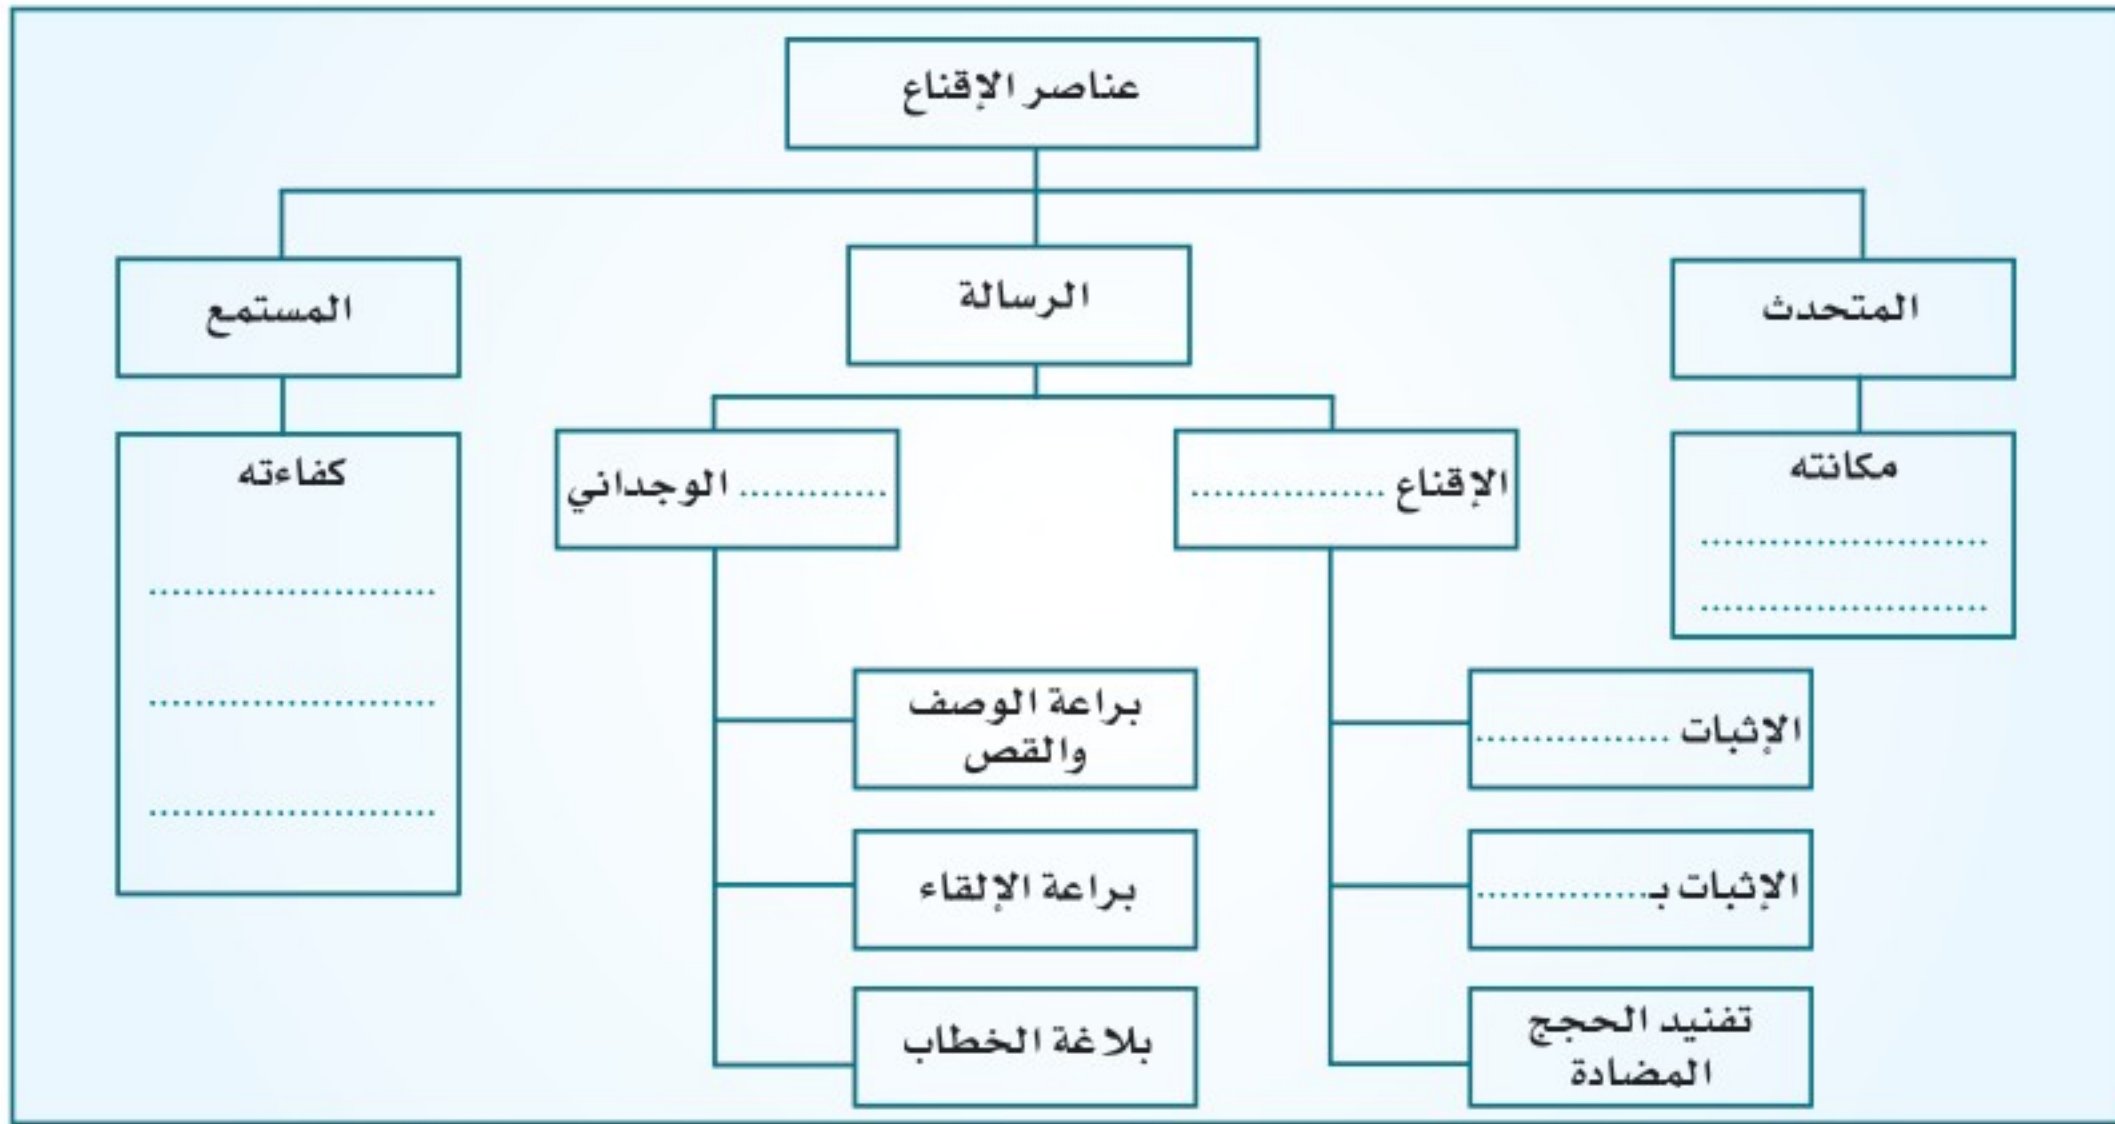 عناصر الإقناع
المتحدث
الرسالة
المستمع
مكانته
................................
................................
الإقناع ......................
................ الوجداني
كفاءته
................................
................................
................................
الإثبات ......................
الإثبات بـ...................
تفنيد الحجج
المضادة
براعة الوصف
والقص
براعة الإلقاء
بلاغة الخطاب